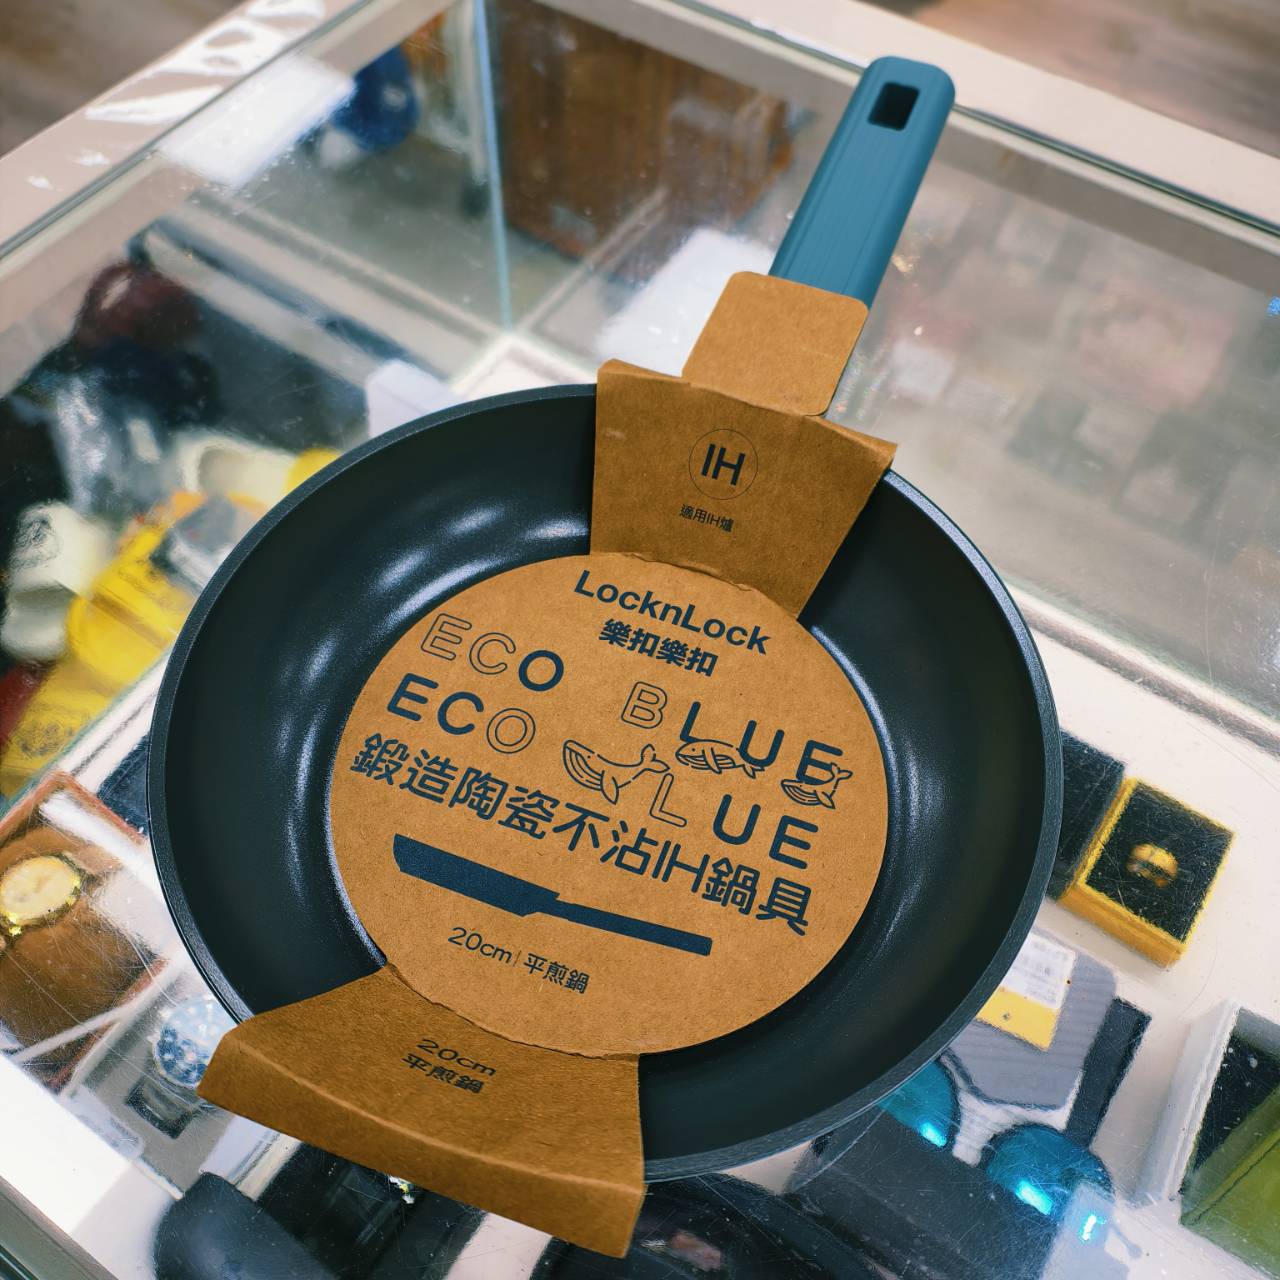 IH
適用IH爐
LocknLock
樂扣樂扣
ECO BLUE
ECO LUE
鍛造陶瓷不沾IH鍋具
20cm | 平煎鍋
20cm
平煎鍋